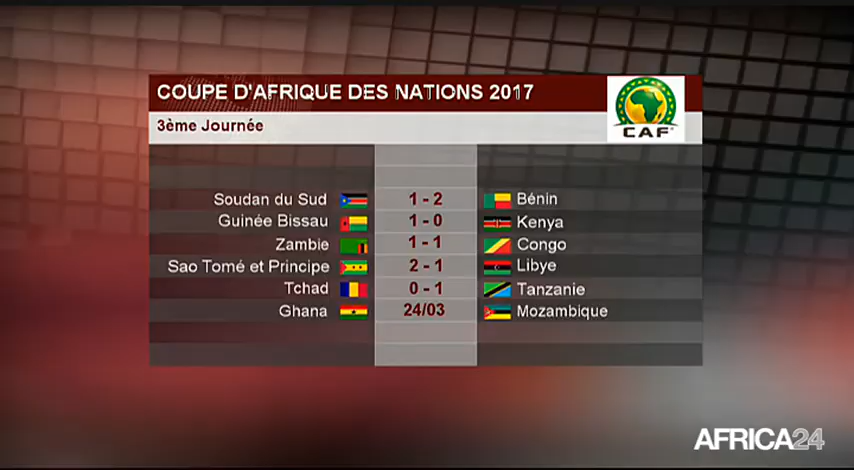 COUPE D'AFRIQUE DES NATIONS 2017
3ème Journée
CAF
Soudan du Sud 1 - 2 Bénin
Guinée Bissau 1 - 0 Kenya
Zambie 1 - 1 Congo
Sao Tomé et Principe 2 - 1 Libye
Tchad 0 - 1 Tanzanie
Ghana 24/03 Mozambique
AFRICA24